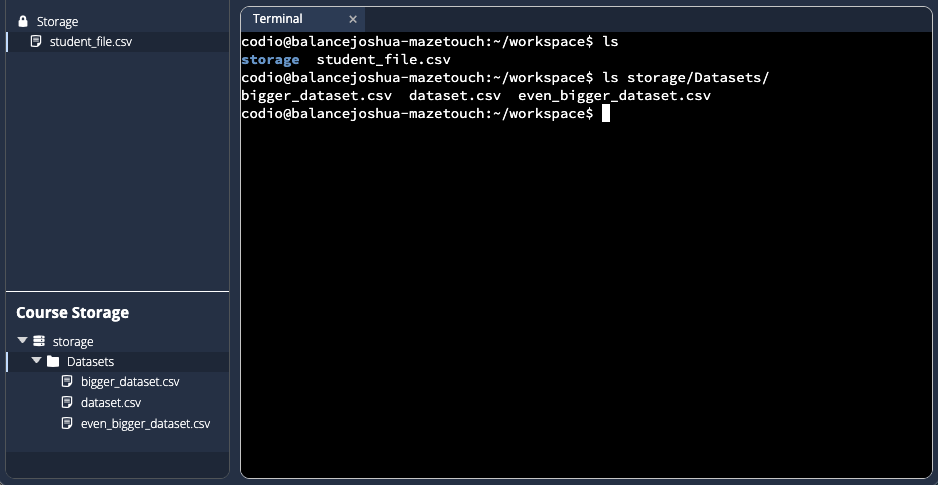 Storage
student_file.csv
Course Storage
storage
Datasets
bigger_dataset.csv
dataset.csv
even_bigger_dataset.csv
Terminal ×
codio@balancejoshua-mazetouch:~/workspace$ ls
storage  student_file.csv
codio@balancejoshua-mazetouch:~/workspace$ ls storage/Datasets/
bigger_dataset.csv  dataset.csv  even_bigger_dataset.csv
codio@balancejoshua-mazetouch:~/workspace$